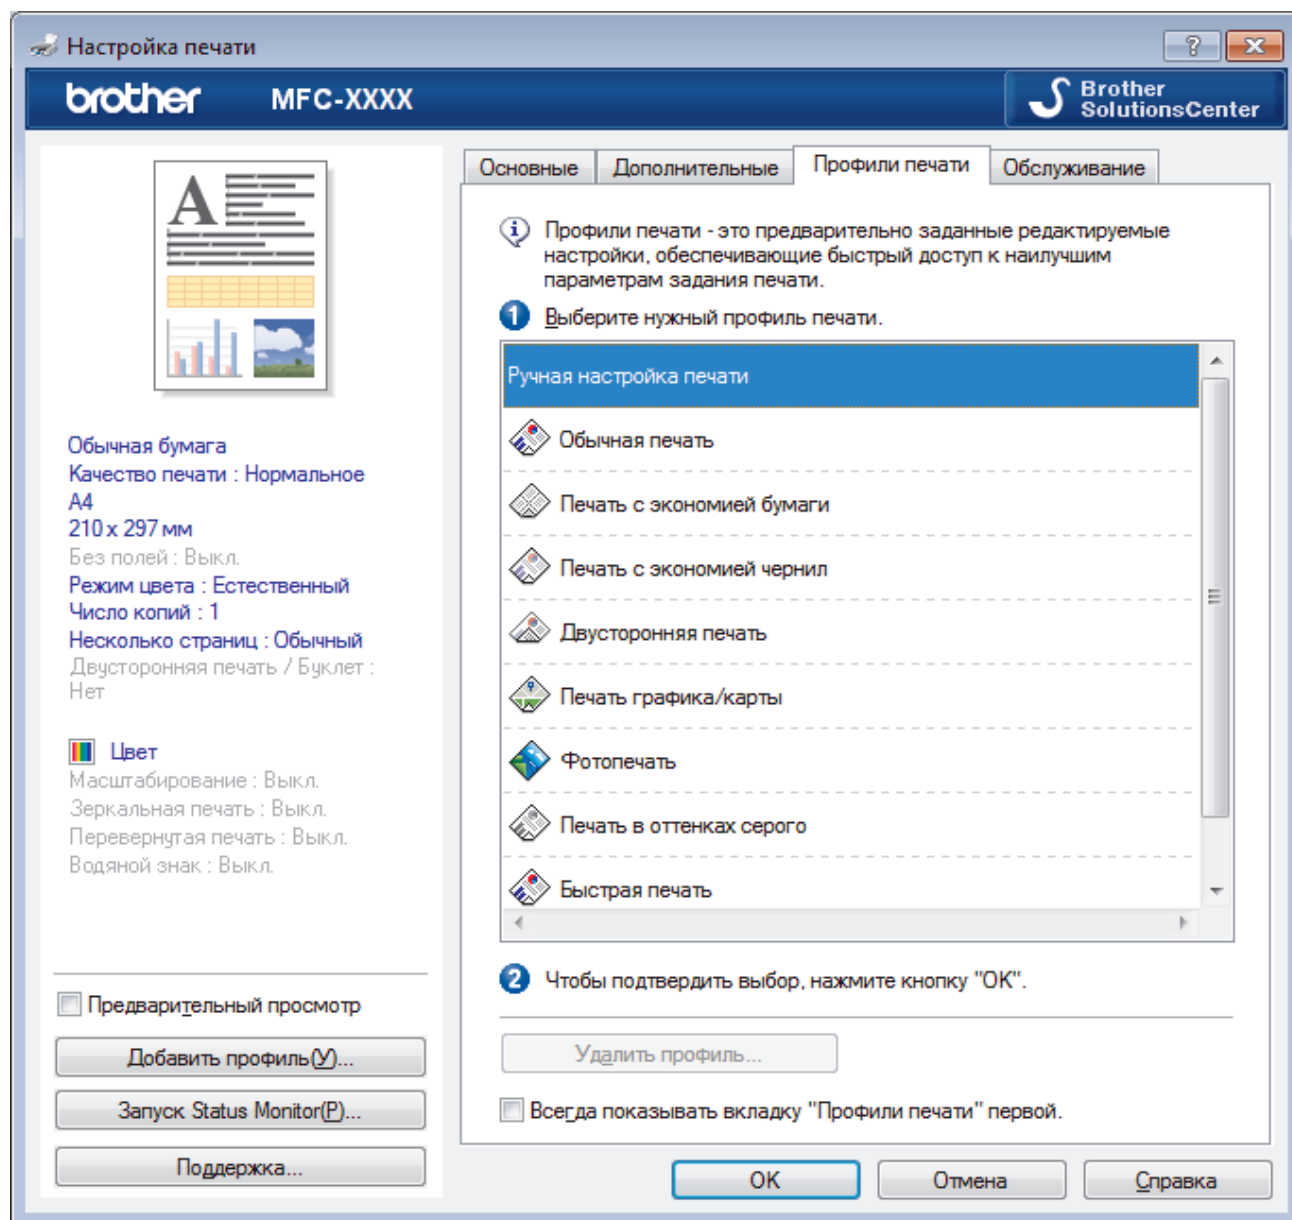 Настройка печати
brother MFC-XXXX
Brother
SolutionsCenter
Основные
Дополнительные
Профили печати
Обслуживание
A
Профили печати - это предварительно заданные редактируемые
настройки, обеспечивающие быстрый доступ к наилучшим
параметрам задания печати.
1 Выберите нужный профиль печати.
Ручная настройка печати
Обычная печать
Печать с экономией бумаги
Печать с экономией чернил
Двусторонняя печать
Печать графика/карты
Фотопечать
Печать в оттенках серого
Быстрая печать
2 Чтобы подтвердить выбор, нажмите кнопку "ОК".
Удалить профиль...
Всегда показывать вкладку "Профили печати" первой.
Обычная бумага
Качество печати : Нормальное
A4
210 x 297 мм
Без полей : Выкл.
Режим цвета : Естественный
Число копий : 1
Несколько страниц : Обычный
Двусторонняя печать / Буклет :
Нет
Цвет
Масштабирование : Выкл.
Зеркальная печать : Выкл.
Перевернутая печать : Выкл.
Водяной знак : Выкл.
Предварительный просмотр
Добавить профиль(У)...
Запуск Status Monitor(P)...
Поддержка...
ОК
Отмена
Справка